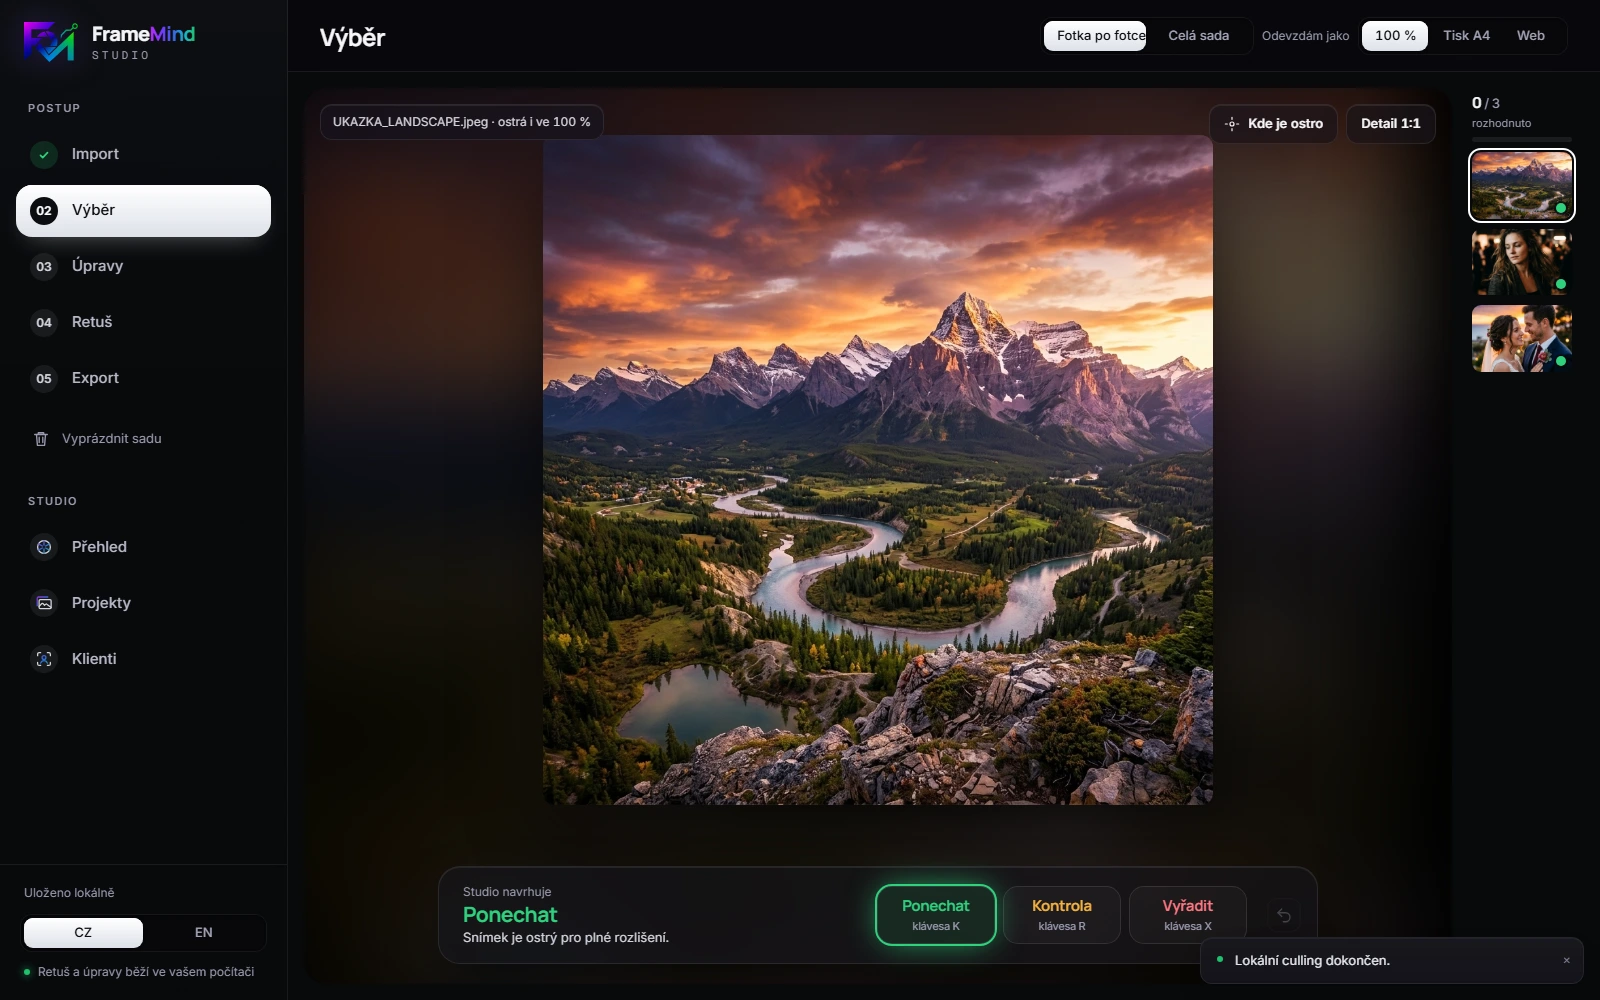 FrameMind
STUDIO
POSTUP
Import
02 Výběr
03 Úpravy
04 Retuš
05 Export
Vyprázdnit sadu
STUDIO
Přehled
Projekty
Klienti
Uloženo lokálně
CZ EN
Retuš a úpravy běží ve vašem počítači
Výběr
Fotka po fotce Celá sada Odevzdám jako 100 % Tisk A4 Web
UKAZKA_LANDSCAPE.jpeg · ostrá i ve 100 %
Kde je ostro Detail 1:1
0 / 3
rozhodnuto
Studio navrhuje
Ponechat
Snímek je ostrý pro plné rozlišení.
Ponechat
klávesa K
Kontrola
klávesa R
Vyřadit
klávesa X
Lokální culling dokončen. ×